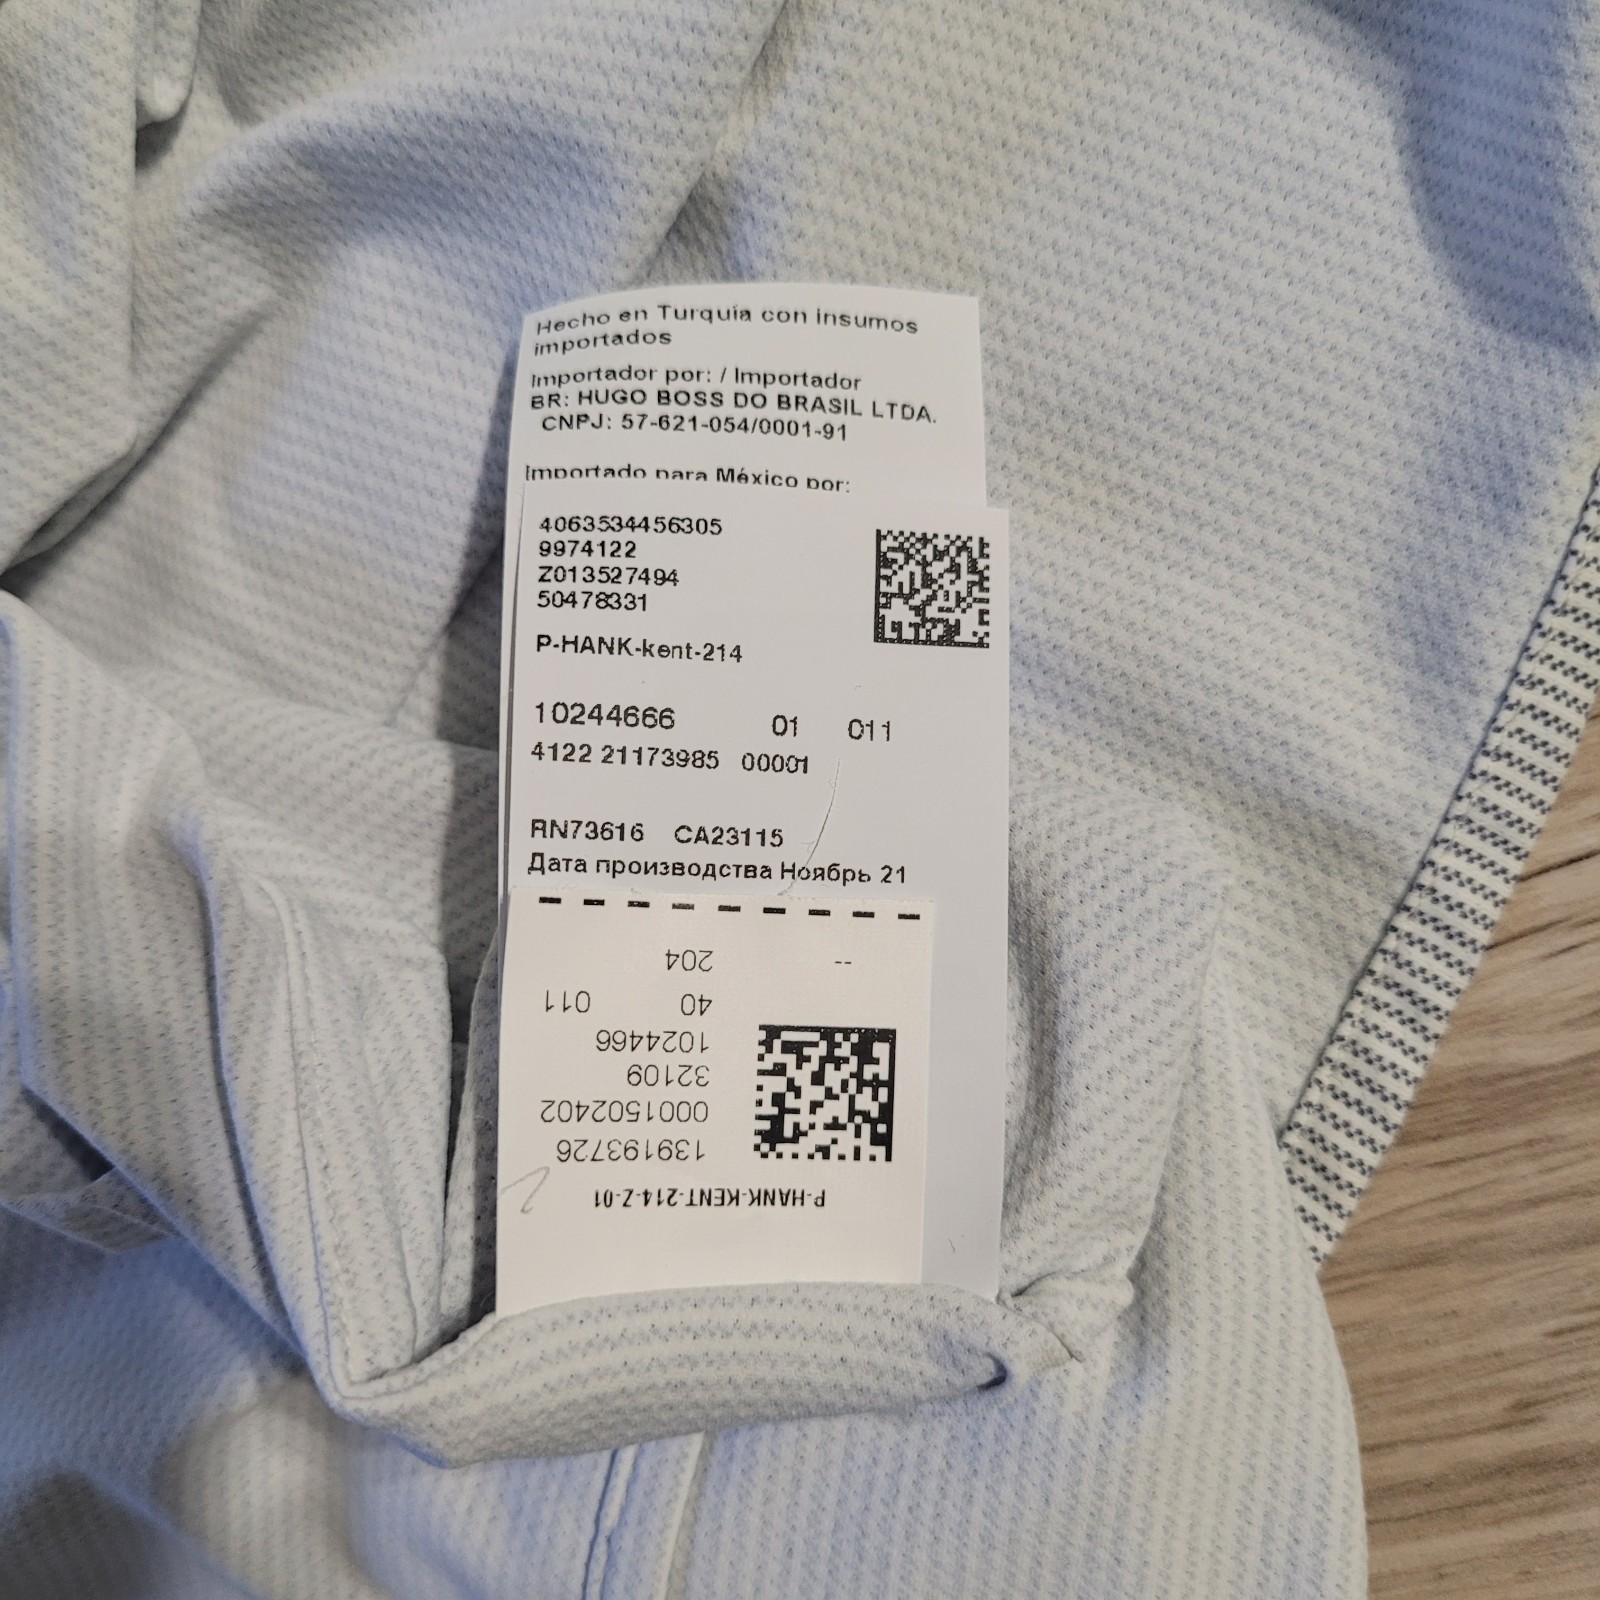 Hecho en Turquía con insumos
importados
Importador por: / Importador
BR: HUGO BOSS DO BRASIL LTDA.
CNPJ: 57-621-054/0001-91
Importado para México por:
4063534456305
9974122
Z013527494
50478331
P-HANK-kent-214
10244666 01 011
4122 21173985 00001
RN73616 CA23115
Дата производства Ноябрь 21
P-HANK-KENT-214-Z-01
139193726
0001502402
32109
1024466
40 011
204
--